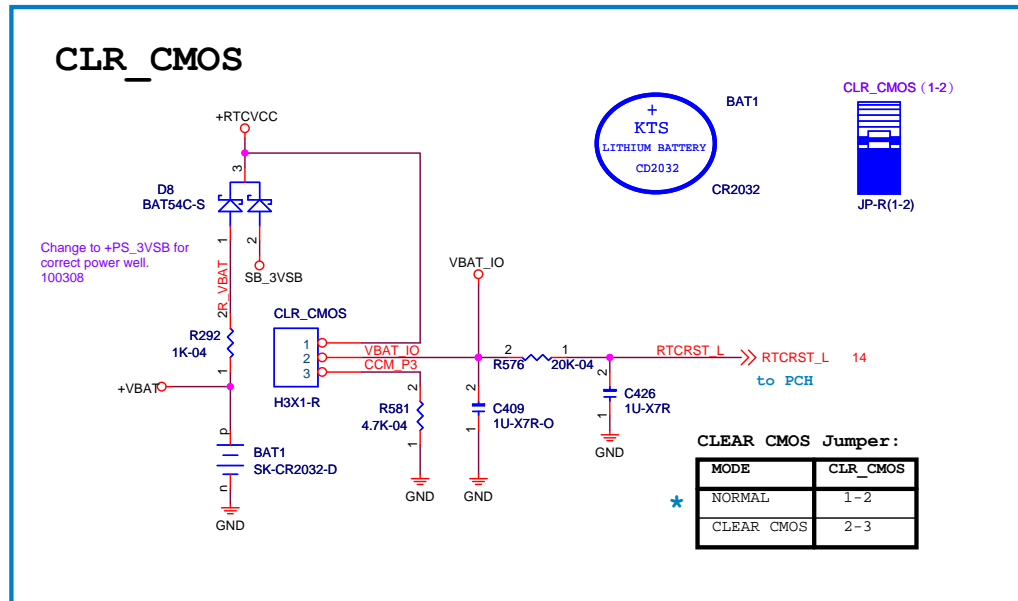 CLR_CMOS
+RTCVCC
3
D8
BAT54C-S
1
2
Change to +PS_3VSB for
correct power well.
100308
SB_3VSB
R_VBAT
2
R292
1K-04
1
+VBAT
p
BAT1
SK-CR2032-D
n
GND
CLR_CMOS
1
2
3
H3X1-R
VBAT_IO
CCM_P3
R581
4.7K-04
2
1
GND
VBAT_IO
2
C409
1U-X7R-O
1
GND
2
1
R576
20K-04
RTCRST_L
RTCRST_L 14
to PCH
2
C426
1U-X7R
1
GND
+
KTS
LITHIUM BATTERY
CD2032
BAT1
CR2032
CLR_CMOS (1-2)
JP-R(1-2)
CLEAR CMOS Jumper:
MODE CLR_CMOS
* NORMAL 1-2
CLEAR CMOS 2-3